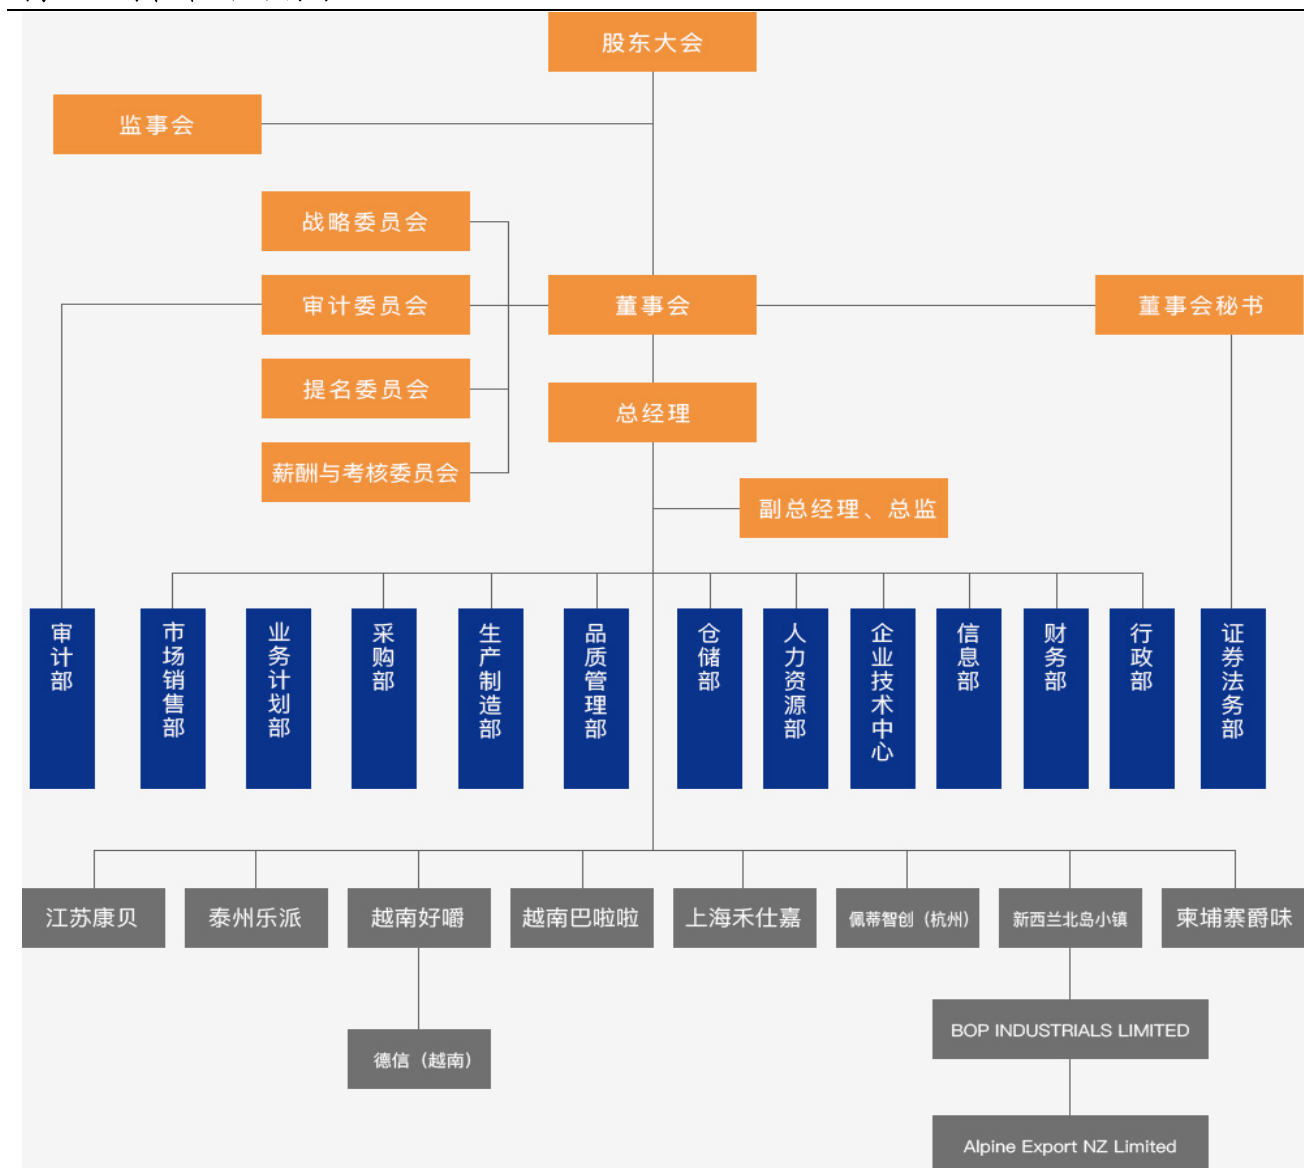 股东大会
监事会
战略委员会
审计委员会
董事会
董事会秘书
提名委员会
总经理
薪酬与考核委员会
副总经理、总监
审计部
市场销售部
业务计划部
采购部
生产制造部
品质管理部
仓储部
人力资源部
企业技术中心
信息部
财务部
行政部
证券法务部
江苏康贝
泰州乐派
越南好嚼
越南巴啦啦
上海禾仕嘉
佩蒂智创（杭州）
新西兰北岛小镇
柬埔寨爵味
BOP INDUSTRIALS LIMITED
德信（越南）
Alpine Export NZ Limited